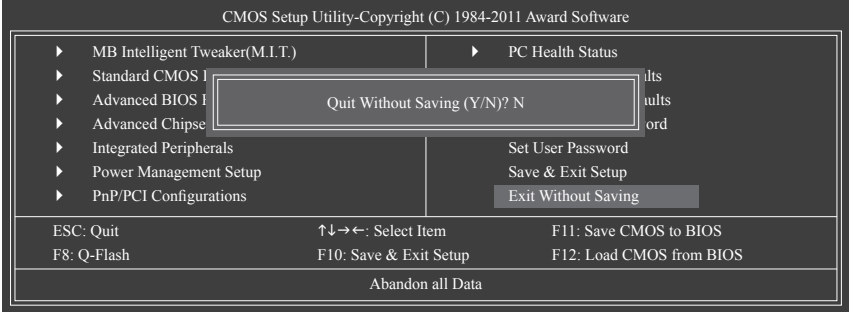 CMOS Setup Utility-Copyright (C) 1984-2011 Award Software
MB Intelligent Tweaker(M.I.T.)
PC Health Status
Standard CMOS
Advanced BIOS
Advanced
Quit Without Saving (Y/N)? N
Integrated Peripherals
Set User Password
Power Management Setup
Save & Exit Setup
PnP/PCI Configurations
Exit Without Saving
ESC: Quit
↑↓→←: Select Item
F11: Save CMOS to BIOS
F8: Q-Flash
F10: Save & Exit Setup
F12: Load CMOS from BIOS
Abandon all Data